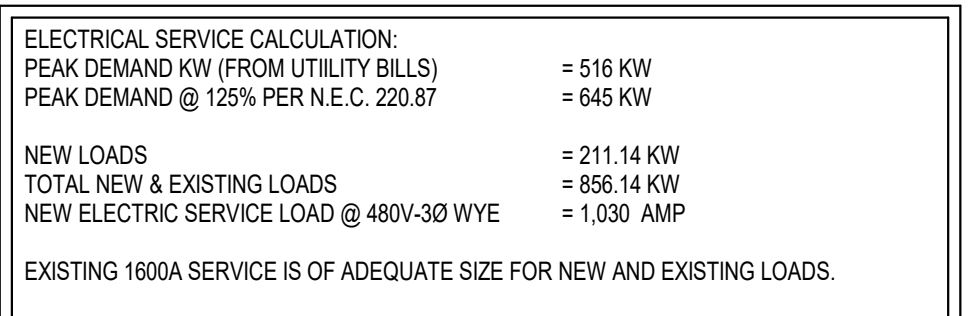 ELECTRICAL SERVICE CALCULATION:
PEAK DEMAND KW (FROM UTIILITY BILLS) = 516 KW
PEAK DEMAND @ 125% PER N.E.C. 220.87 = 645 KW
NEW LOADS = 211.14 KW
TOTAL NEW & EXISTING LOADS = 856.14 KW
NEW ELECTRIC SERVICE LOAD @ 480V-3Ø WYE = 1,030 AMP
EXISTING 1600A SERVICE IS OF ADEQUATE SIZE FOR NEW AND EXISTING LOADS.